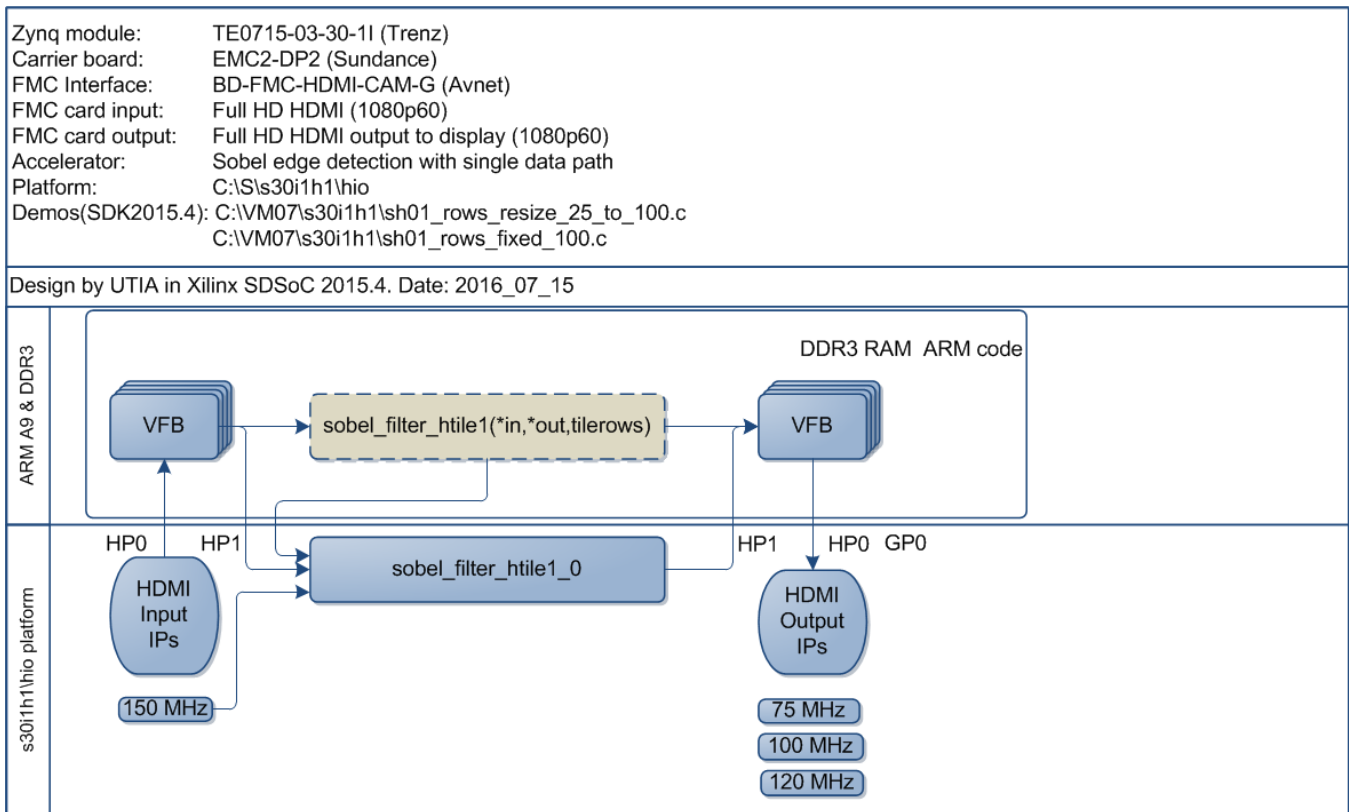 Zynq module: TE0715-03-30-1I (Trenz)
Carrier board: EMC2-DP2 (Sundance)
FMC Interface: BD-FMC-HDMI-CAM-G (Avnet)
FMC card input: Full HD HDMI (1080p60)
FMC card output: Full HD HDMI output to display (1080p60)
Accelerator: Sobel edge detection with single data path
Platform: C:\S\s30i1h1\hio
Demos(SDK2015.4): C:\VM07\s30i1h1\sh01_rows_resize_25_to_100.c
C:\VM07\s30i1h1\sh01_rows_fixed_100.c
Design by UTIA in Xilinx SDSoC 2015.4. Date: 2016_07_15
ARM A9 & DDR3
DDR3 RAM ARM code
VFB
sobel_filter_htile1(*in,*out,tilerows)
VFB
s30i1h1\hio platform
HP0 HP1
HP1 HP0 GP0
sobel_filter_htile1_0
HDMI
Input
IPs
HDMI
Output
IPs
150 MHz
75 MHz
100 MHz
120 MHz